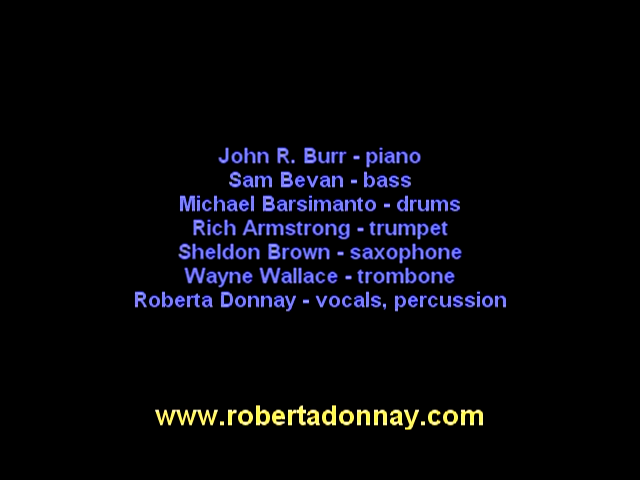 John R. Burr - piano
Sam Bevan - bass
Michael Barsimanto - drums
Rich Armstrong - trumpet
Sheldon Brown - saxophone
Wayne Wallace - trombone
Roberta Donnay - vocals, percussion
www.robertadonnay.com